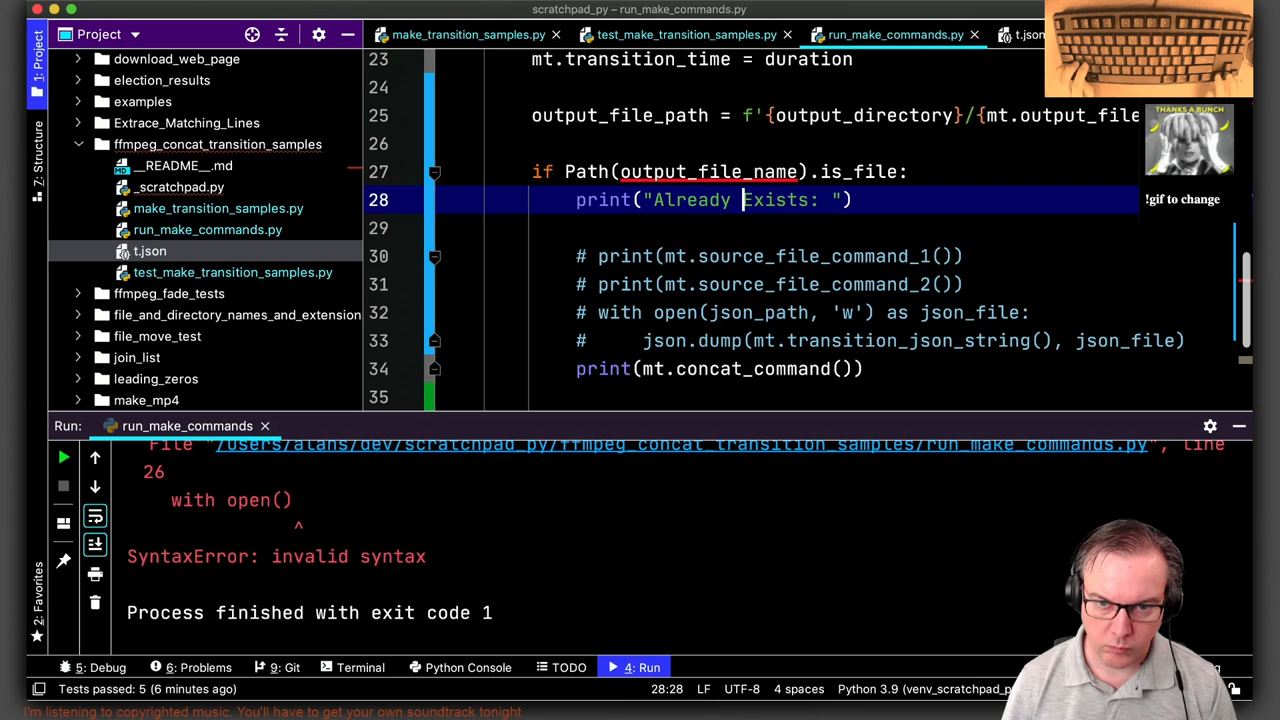 scratchpad_py – run_make_commands.py
Project
make_transition_samples.py
test_make_transition_samples.py
run_make_commands.py
t.json
1: Project
7: Structure
2: Favorites
download_web_page
election_results
examples
Extrace_Matching_Lines
ffmpeg_concat_transition_samples
__README__.md
_scratchpad.py
make_transition_samples.py
run_make_commands.py
t.json
test_make_transition_samples.py
ffmpeg_fade_tests
file_and_directory_names_and_extension
file_move_test
join_list
leading_zeros
make_mp4
23 mt.transition_time = duration
24
25 output_file_path = f'{output_directory}/{mt.output_file
26
27 if Path(output_file_name).is_file:
28 print("Already Exists: ")
29
30 # print(mt.source_file_command_1())
31 # print(mt.source_file_command_2())
32 # with open(json_path, 'w') as json_file:
33 # json.dump(mt.transition_json_string(), json_file)
34 print(mt.concat_command())
35
THANKS A BUNCH
!gif to change
Run: run_make_commands
File "/Users/alans/dev/scratchpad_py/ffmpeg_concat_transition_samples/run_make_commands.py", line
26
with open()
^
SyntaxError: invalid syntax
Process finished with exit code 1
5: Debug 6: Problems 9: Git Terminal Python Console TODO 4: Run
Tests passed: 5 (6 minutes ago) 28:28 LF UTF-8 4 spaces Python 3.9 (venv_scratchpad_p
I'm listening to copyrighted music. You'll have to get your own soundtrack tonight